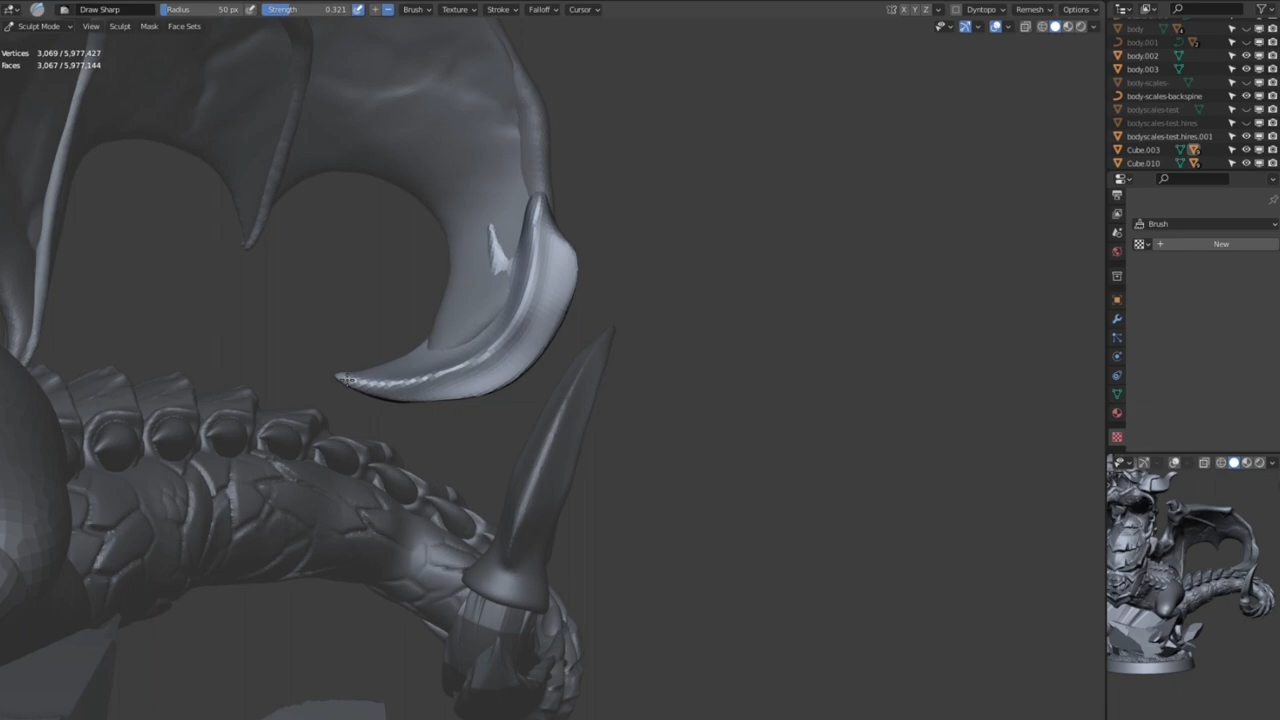 Draw Sharp Radius 50 px Strength 0.321 Brush Texture Stroke Falloff Cursor X Y Z Dyntopo Remesh Options
Sculpt Mode View Sculpt Mask Face Sets
Vertices 3,069 / 5,977,427
Faces 3,067 / 5,977,144
body
body.001
body.002
body.003
body-scales-
body-scales-backspine
bodyscales-test
bodyscales-test.hires
bodyscales-test.hires.001
Cube.003
Cube.010
Brush
New